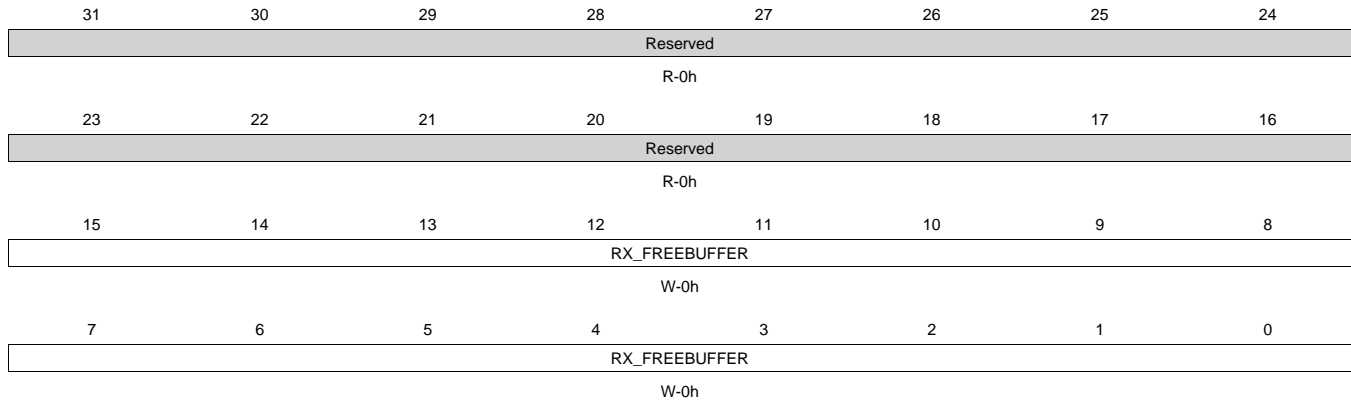 31 30 29 28 27 26 25 24
Reserved
R-0h
23 22 21 20 19 18 17 16
Reserved
R-0h
15 14 13 12 11 10 9 8
RX_FREEBUFFER
W-0h
7 6 5 4 3 2 1 0
RX_FREEBUFFER
W-0h